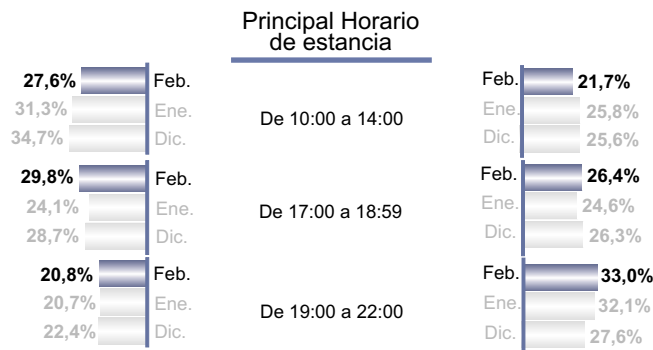 Principal Horario
de estancia
27,6% Feb. Feb. 21,7%
31,3% Ene. De 10:00 a 14:00 Ene. 25,8%
34,7% Dic. Dic. 25,6%
29,8% Feb. Feb. 26,4%
24,1% Ene. De 17:00 a 18:59 Ene. 24,6%
28,7% Dic. Dic. 26,3%
20,8% Feb. Feb. 33,0%
20,7% Ene. De 19:00 a 22:00 Ene. 32,1%
22,4% Dic. Dic. 27,6%